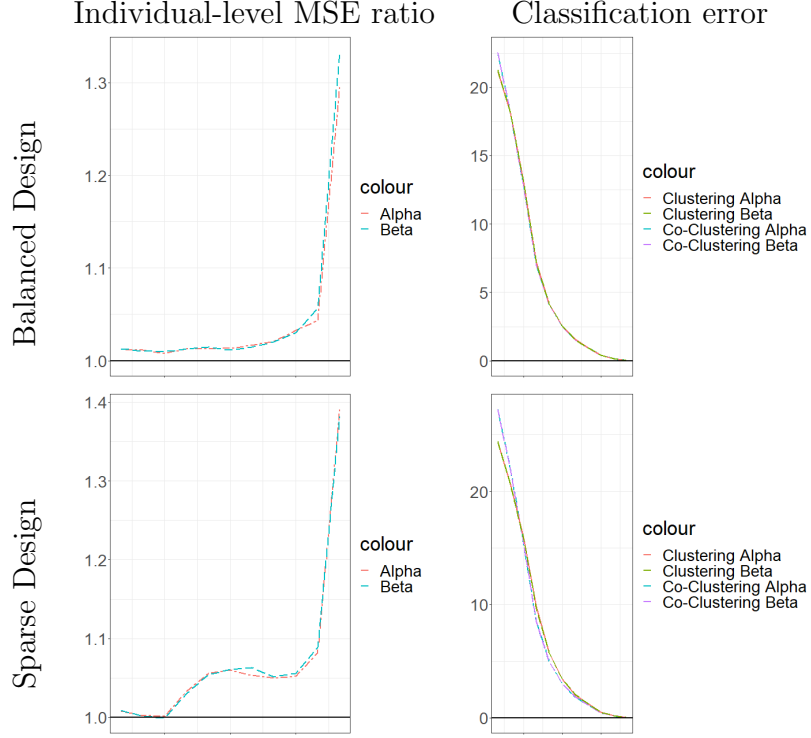 Individual-level MSE ratio
Classification error
Balanced Design
1.3
1.2
1.1
1.0
colour
Alpha
Beta
20
15
10
5
0
colour
Clustering Alpha
Clustering Beta
Co-Clustering Alpha
Co-Clustering Beta
Sparse Design
1.4
1.3
1.2
1.1
1.0
colour
Alpha
Beta
20
10
0
colour
Clustering Alpha
Clustering Beta
Co-Clustering Alpha
Co-Clustering Beta